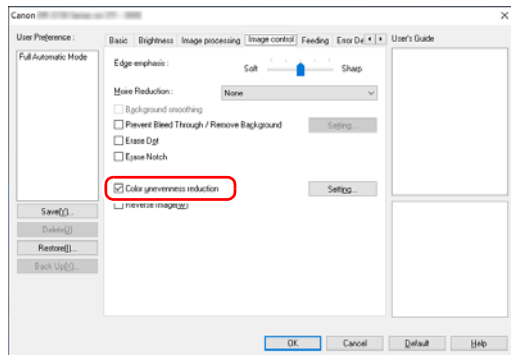 Canon
User Preference :
Full Automatic Mode
Save(Y)...
Delete(J)
Restore(I)...
Back Up(X)...
Basic Brightness Image processing Image control Feeding Error De
Edge emphasis :
Soft Sharp
Moire Reduction :
None
Background smoothing
Prevent Bleed Through / Remove Background
Setting...
Erase Dot
Erase Notch
Color unevenness reduction
Setting...
Reverse Image(W)
User's Guide
OK Cancel Default Help